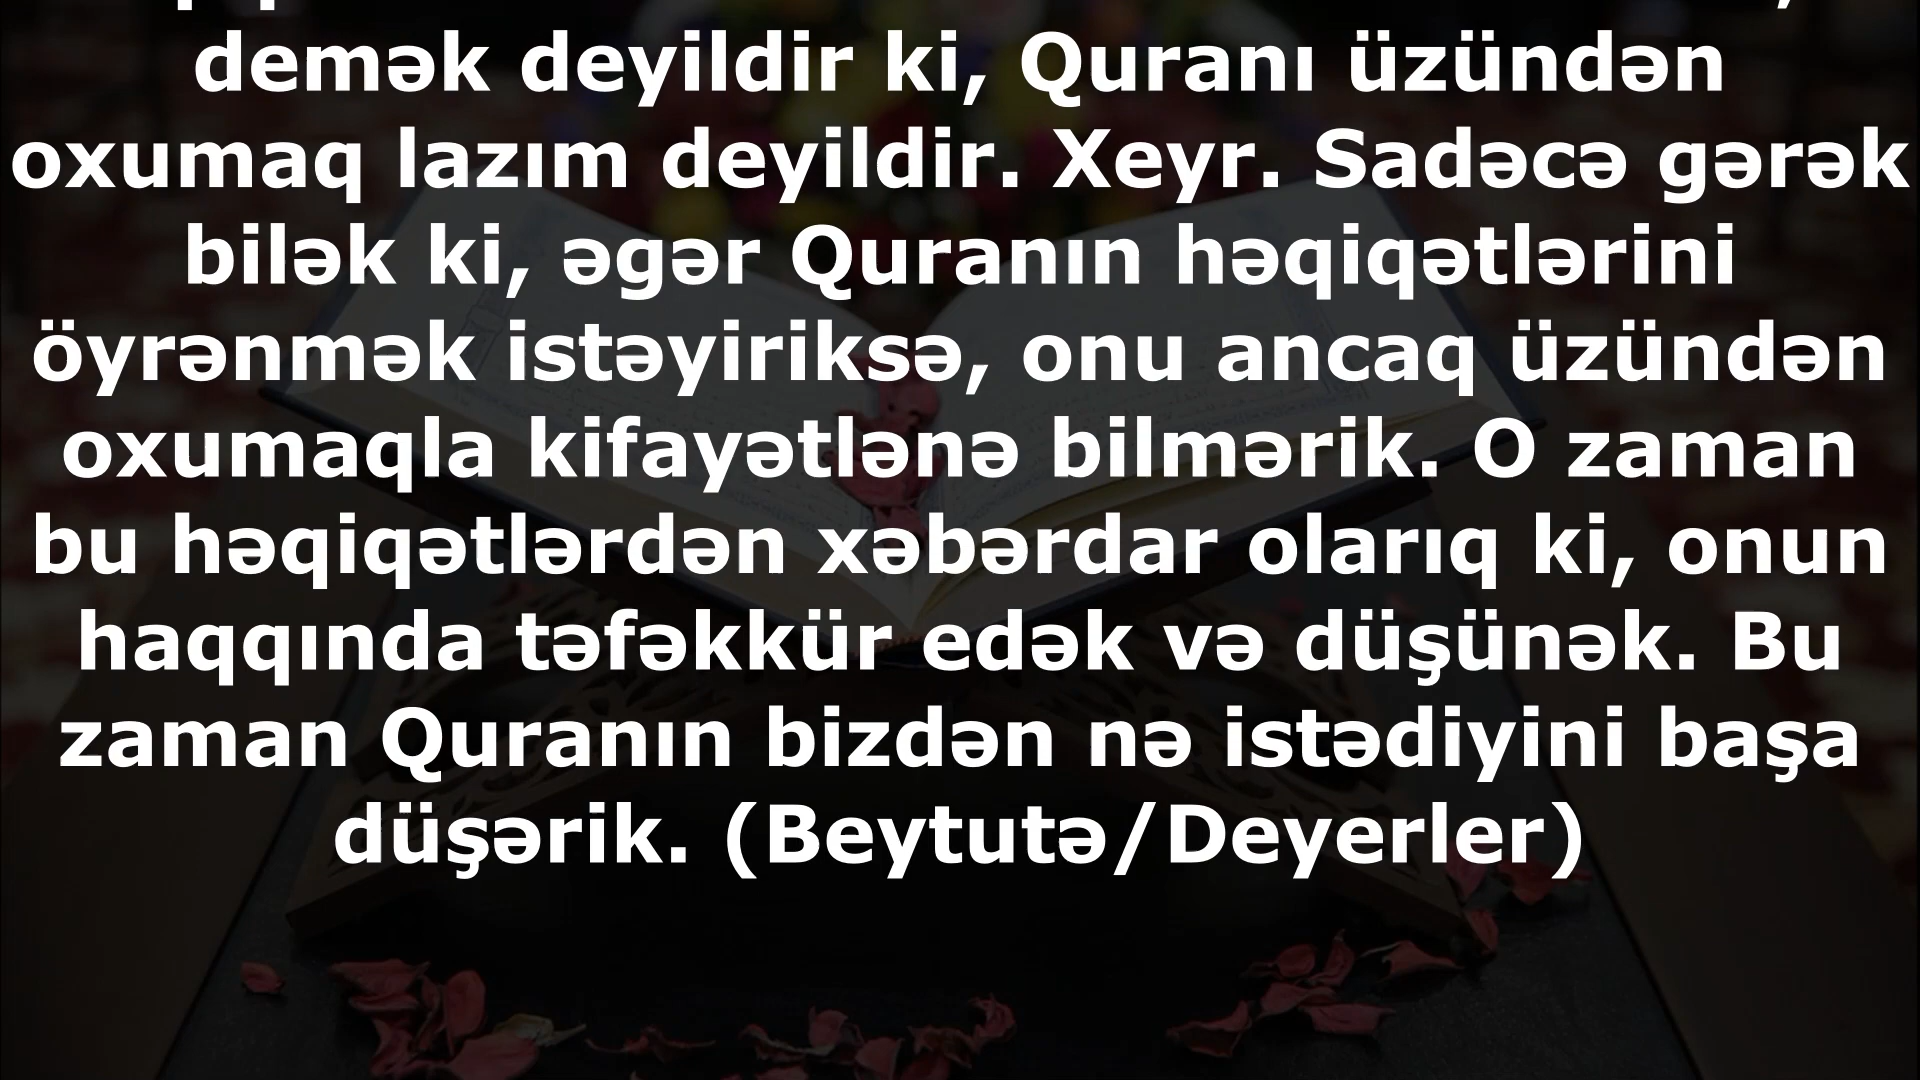 demək deyildir ki, Quranı üzündən
oxumaq lazım deyildir. Xeyr. Sadəcə gərək
bilək ki, əgər Quranın həqiqətlərini
öyrənmək istəyiriksə, onu ancaq üzündən
oxumaqla kifayətlənə bilmərik. O zaman
bu həqiqətlərdən xəbərdar olarıq ki, onun
haqqında təfəkkür edək və düşünək. Bu
zaman Quranın bizdən nə istədiyini başa
düşərik. (Beytutə/Deyerler)